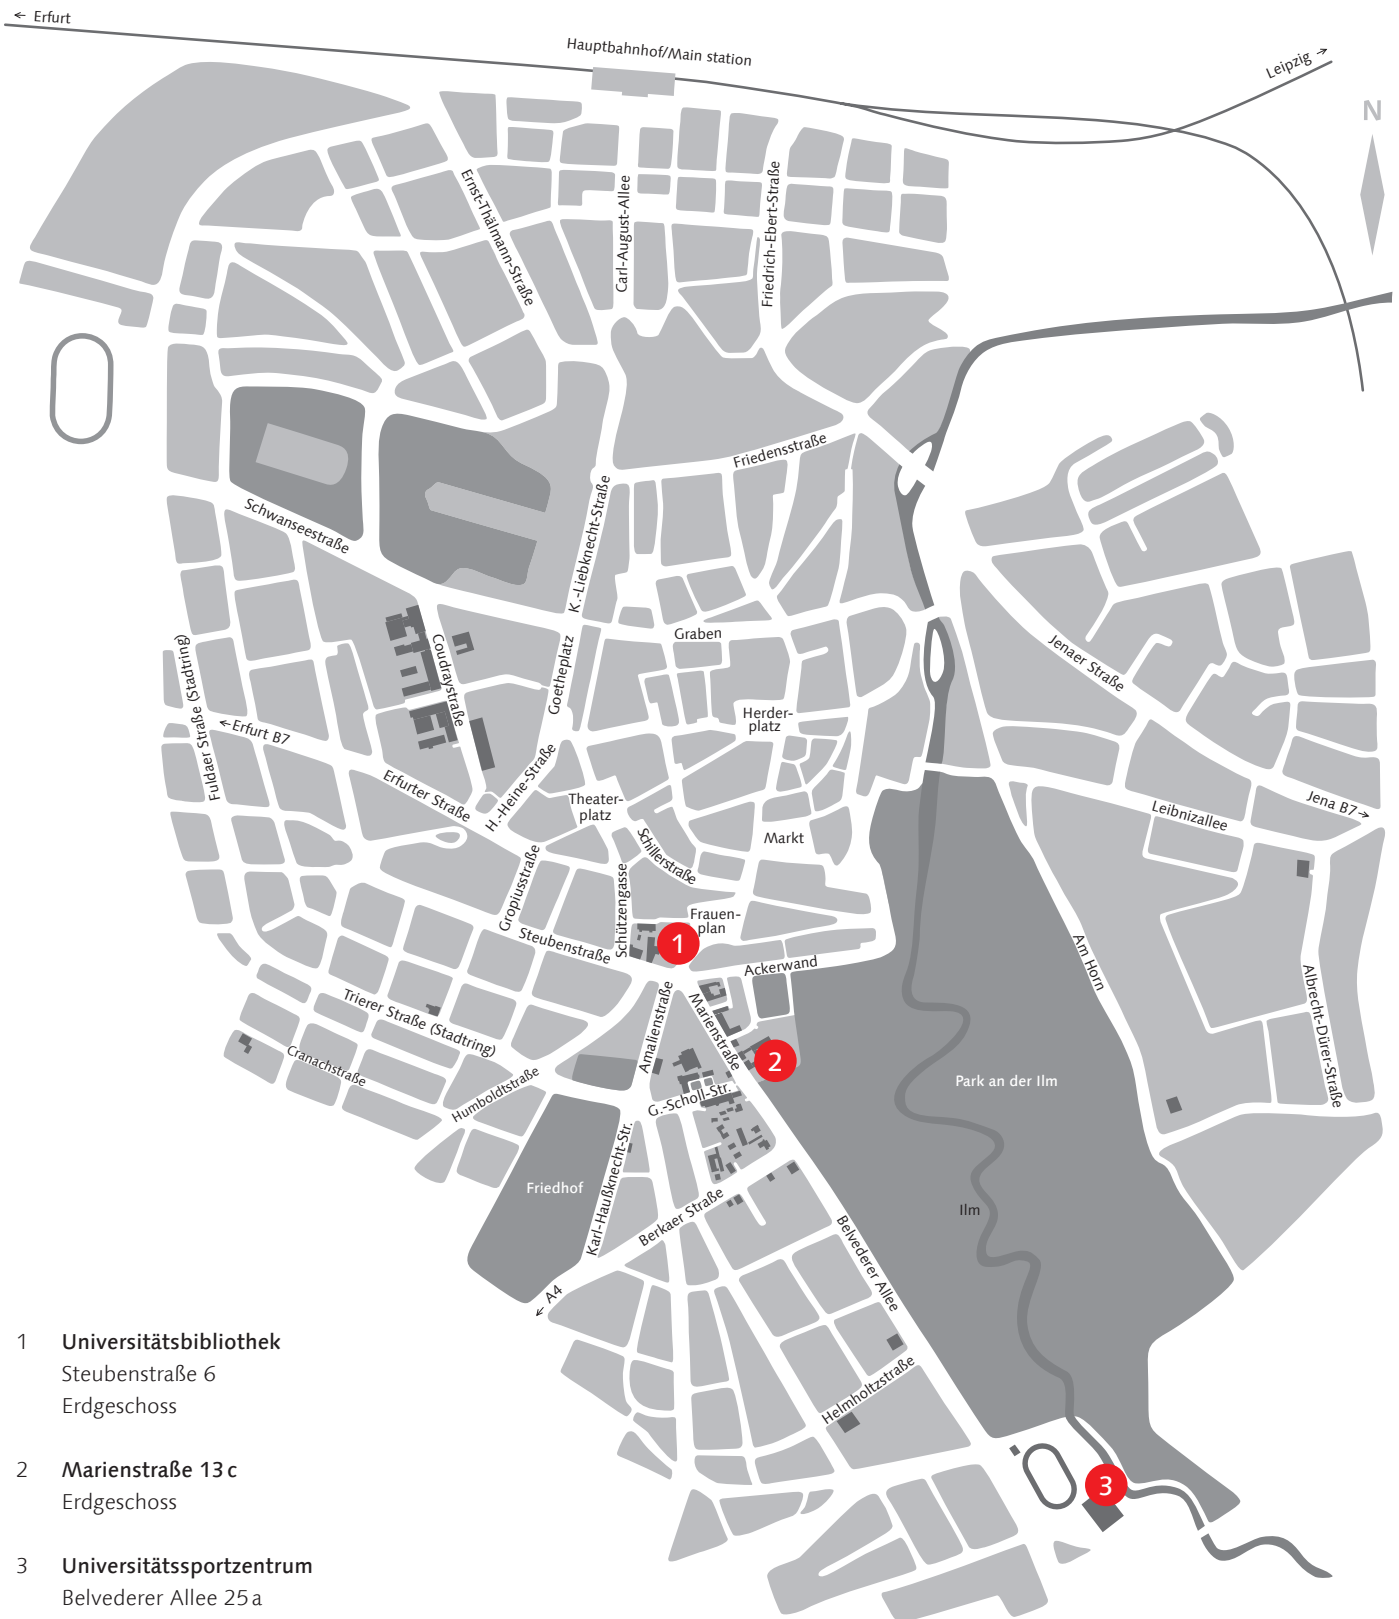 ← Erfurt
Hauptbahnhof/Main station
Leipzig →
N
Ernst-Thälmann-Straße
Carl-August-Allee
Friedrich-Ebert-Straße
Friedensstraße
Schwanseestraße
K.-Liebknecht-Straße
Graben
Jenaer Straße
Fuldaer Straße (Stadtring)
Coudraystraße
Goetheplatz
← Erfurt B7
Herder-
platz
Erfurter Straße
H.-Heine-Straße
Theater-
platz
Schillerstraße
Markt
Leibnizallee
Jena B7 →
Gropiusstraße
Schützengasse
Frauen-
plan
Steubenstraße
1
Ackerwand
Am Horn
Albrecht-Dürer-Straße
Trierer Straße (Stadtring)
Amalienstraße
Marienstraße
Cranachstraße
2
Humboldtstraße
G.-Scholl-Str.
Park an der Ilm
Karl-Haußknecht-Str.
Friedhof
Berkaer Straße
Ilm
Belvederer Allee
← A4
Helmholtzstraße
3
1 Universitätsbibliothek
Steubenstraße 6
Erdgeschoss
2 Marienstraße 13 c
Erdgeschoss
3 Universitätssportzentrum
Belvederer Allee 25 a